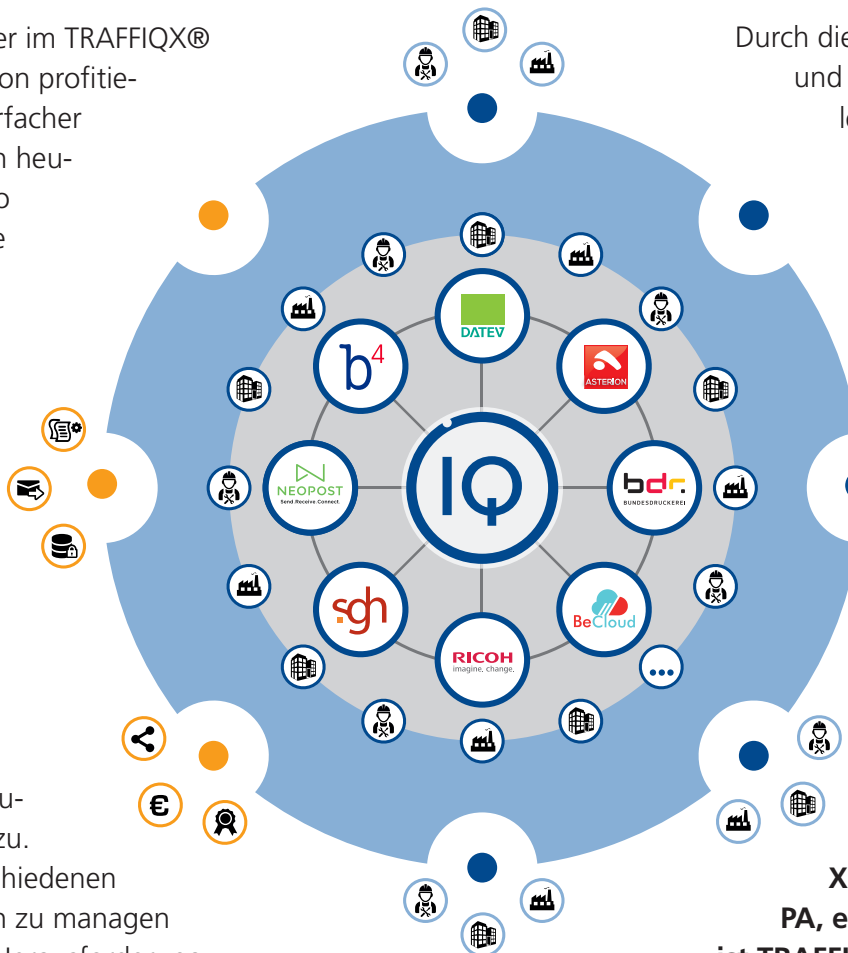 er im TRAFFIQX®
on profitie-
rfacher
n heu-
o
e
Durch die
und
le
DATEV
b4
ASTERION
NEOPOST
Send.Receive.Connect.
IQ
bdr.
BUNDESDRUCKEREI
sgh
BeCloud
RICOH
imagine. change.
...
€
u-
zu.
hiedenen
n zu managen
X
PA, e
ist TRAFFI